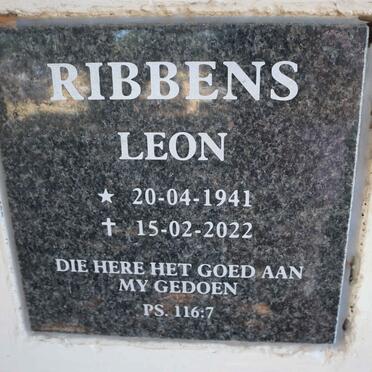 RIBBENS
LEON
★ 20-04-1941
✝ 15-02-2022
DIE HERE HET GOED AAN
MY GEDOEN
PS. 116:7